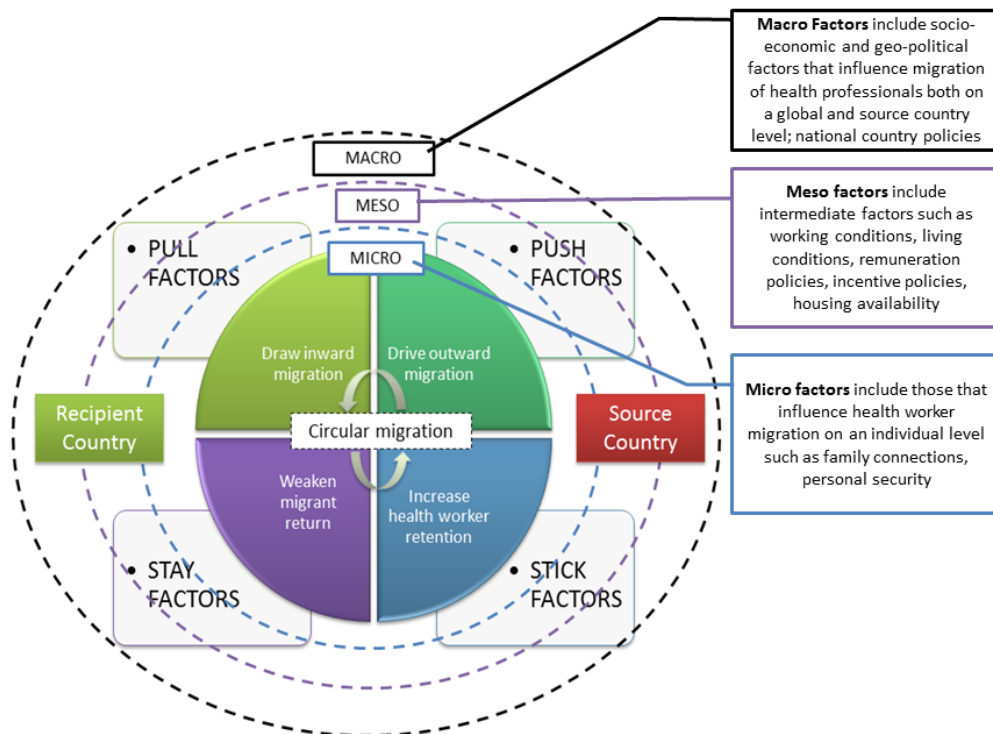 Macro Factors include socio-
economic and geo-political
factors that influence migration
of health professionals both on
a global and source country
level; national country policies
MACRO
Meso factors include
intermediate factors such as
working conditions, living
conditions, remuneration
policies, incentive policies,
housing availability
MESO
• PULL
FACTORS
• PUSH
FACTORS
MICRO
Draw inward
migration
Drive outward
migration
Micro factors include those that
influence health worker
migration on an individual level
such as family connections,
personal security
Recipient
Country
Circular migration
Source
Country
Weaken
migrant
return
Increase
health worker
retention
• STAY
FACTORS
• STICK
FACTORS